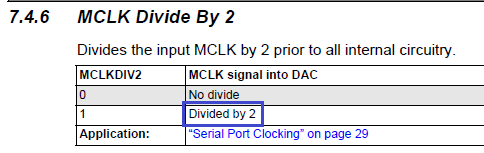 7.4.6 MCLK Divide By 2
Divides the input MCLK by 2 prior to all internal circuitry.
MCLKDIV2 MCLK signal into DAC
0 No divide
1 Divided by 2
Application: “Serial Port Clocking” on page 29